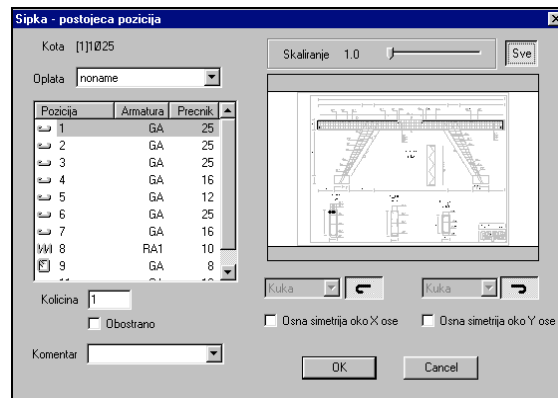 Sipka - postojeca pozicija
Kota [1]1Ø25
Oplata noname
Pozicija Armatura Precnik
1 GA 25
2 GA 25
3 GA 25
4 GA 16
5 GA 12
6 GA 25
7 GA 16
8 RA1 10
9 GA 8
Kolicina 1
Obostrano
Komentar
Skaliranje 1.0 Sve
Kuka Kuka
Osna simetrija oko X ose Osna simetrija oko Y ose
OK Cancel